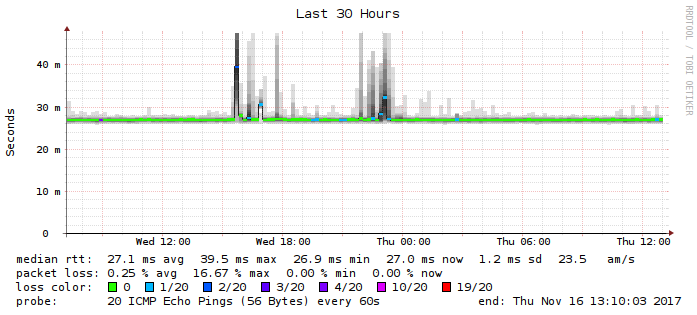 Last 30 Hours
RRDTOOL / TOBI OETIKER
Seconds
40 m
30 m
20 m
10 m
0
Wed 12:00 Wed 18:00 Thu 00:00 Thu 06:00 Thu 12:00
median rtt: 27.1 ms avg 39.5 ms max 26.9 ms min 27.0 ms now 1.2 ms sd 23.5 am/s
packet loss: 0.25 % avg 16.67 % max 0.00 % min 0.00 % now
loss color: 0 1/20 2/20 3/20 4/20 10/20 19/20
probe: 20 ICMP Echo Pings (56 Bytes) every 60s end: Thu Nov 16 13:10:03 2017